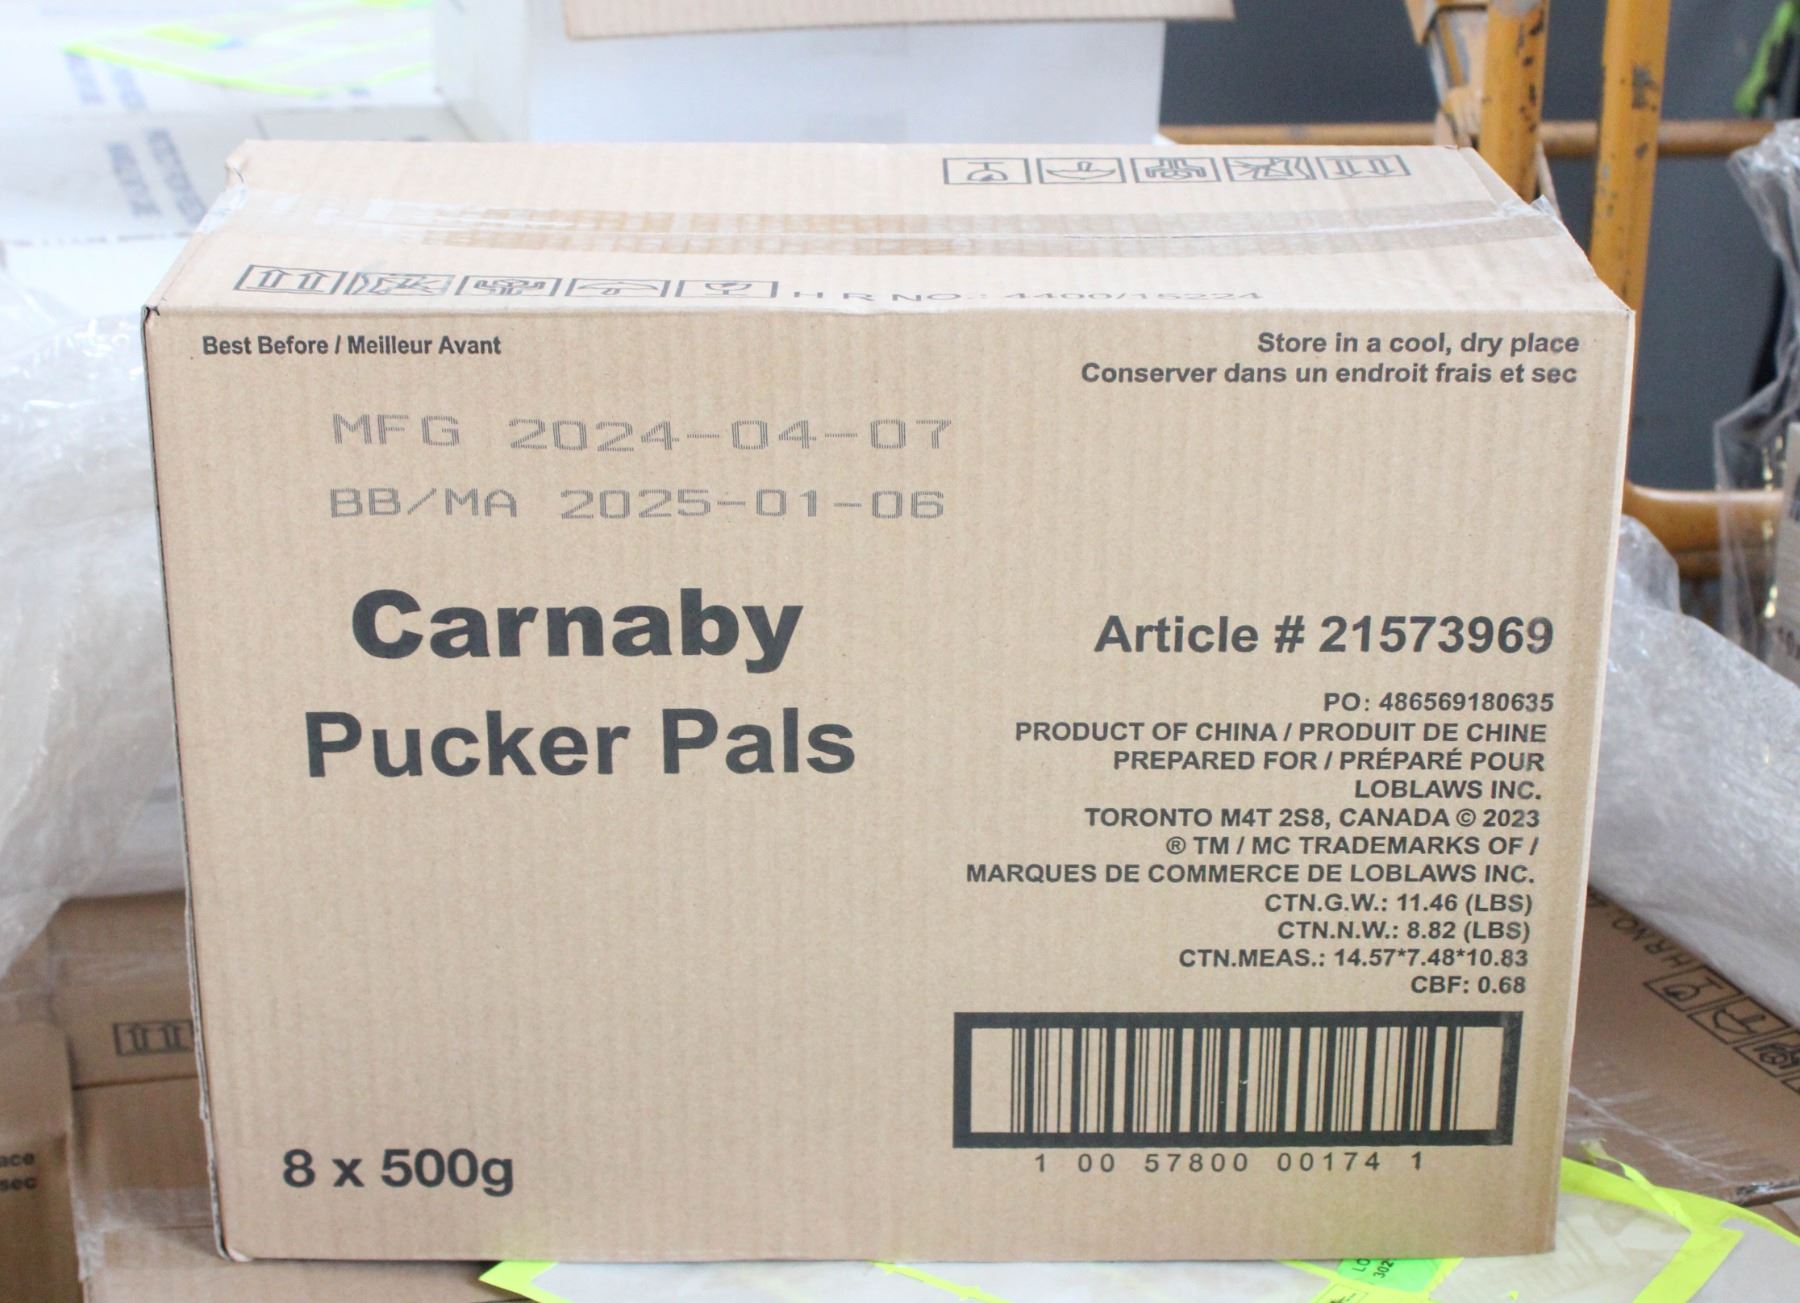 H R NO.: 4400/15224
Best Before / Meilleur Avant
Store in a cool, dry place
Conserver dans un endroit frais et sec
MFG 2024-04-07
BB/MA 2025-01-06
Carnaby
Pucker Pals
Article # 21573969
PO: 486569180635
PRODUCT OF CHINA / PRODUIT DE CHINE
PREPARED FOR / PRÉPARÉ POUR
LOBLAWS INC.
TORONTO M4T 2S8, CANADA © 2023
® TM / MC TRADEMARKS OF /
MARQUES DE COMMERCE DE LOBLAWS INC.
CTN.G.W.: 11.46 (LBS)
CTN.N.W.: 8.82 (LBS)
CTN.MEAS.: 14.57*7.48*10.83
CBF: 0.68
1 00 57800 00174 1
8 x 500g